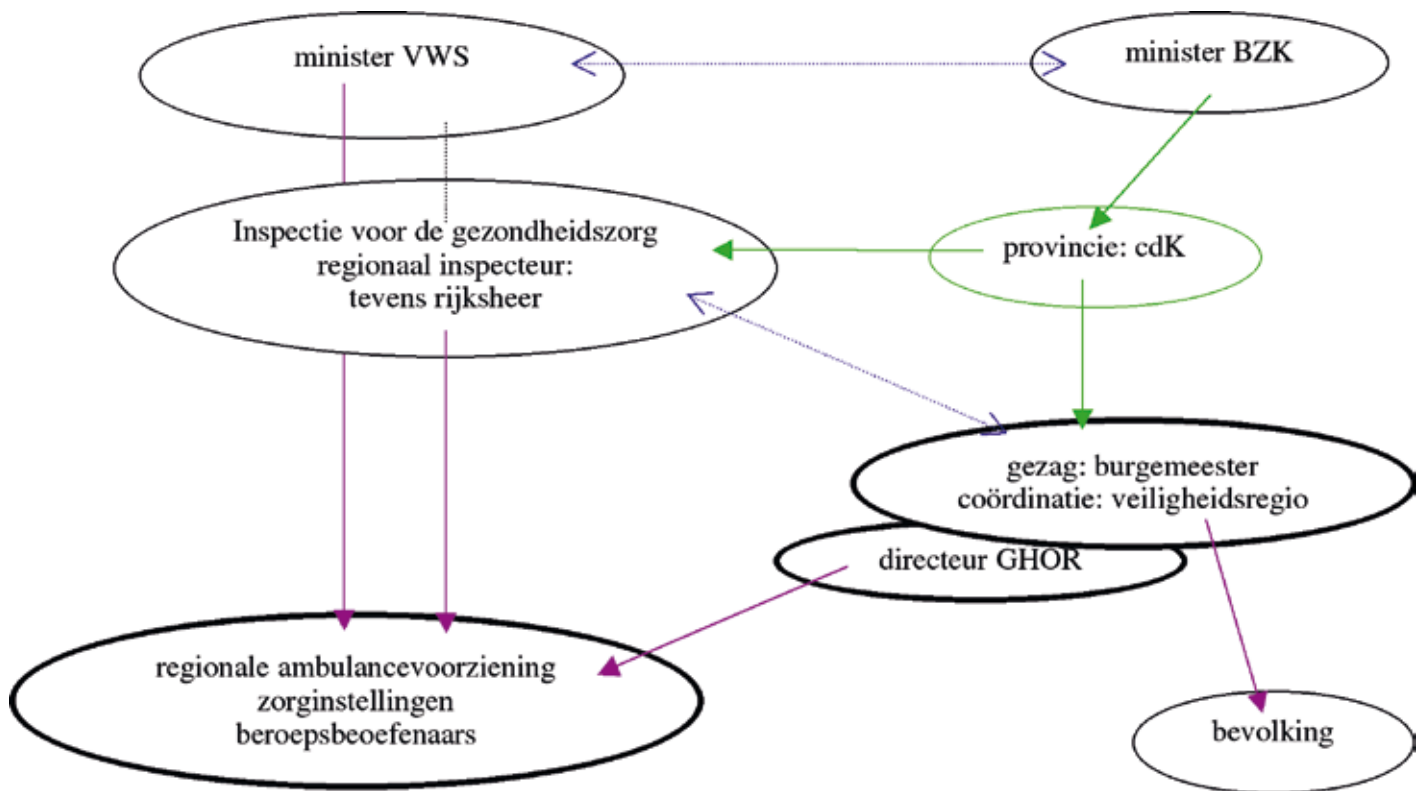 minister VWS
minister BZK
Inspectie voor de gezondheidszorg
regionaal inspecteur:
tevens rijksheer
provincie: cdK
gezag: burgemeester
coördinatie: veiligheidsregio
directeur GHOR
regionale ambulancevoorziening
zorginstellingen
beroepsbeoefenaars
bevolking